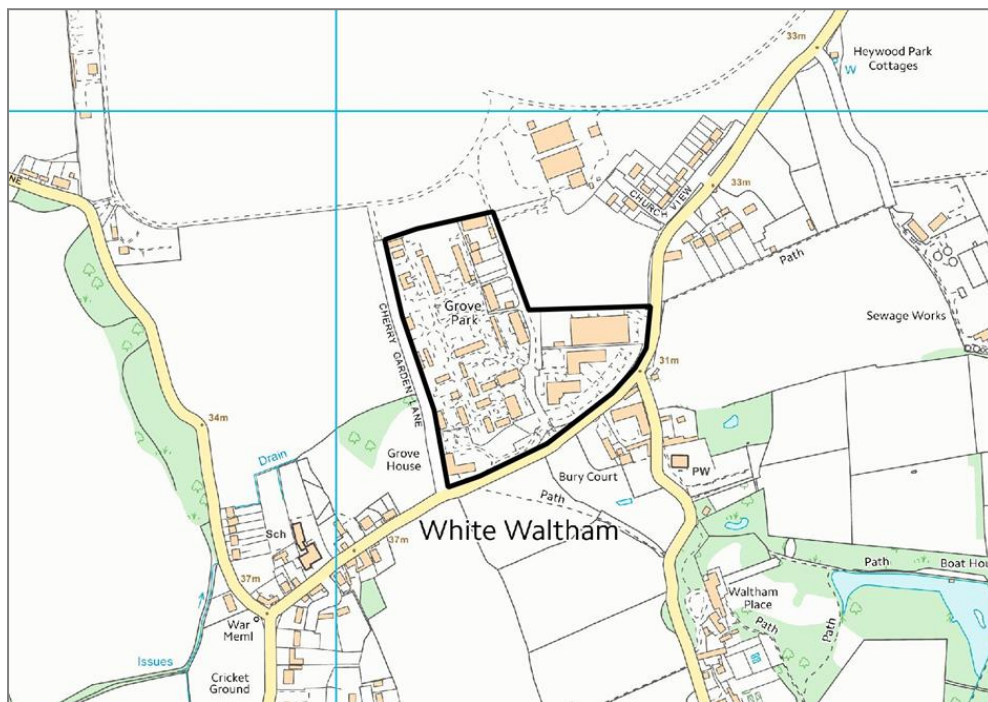 33m
Heywood Park
Cottages
W
NE
CHURCH VIEW
33m
Path
Grove
Park
CHERRY GARDEN LANE
Sewage Works
31m
34m
Drain
Grove
House
Bury Court
PW
Path
White Waltham
Sch
37m
37m
Path
Boat Hou
Waltham
Place
Path
Path
War
Meml
Issues
Cricket
Ground